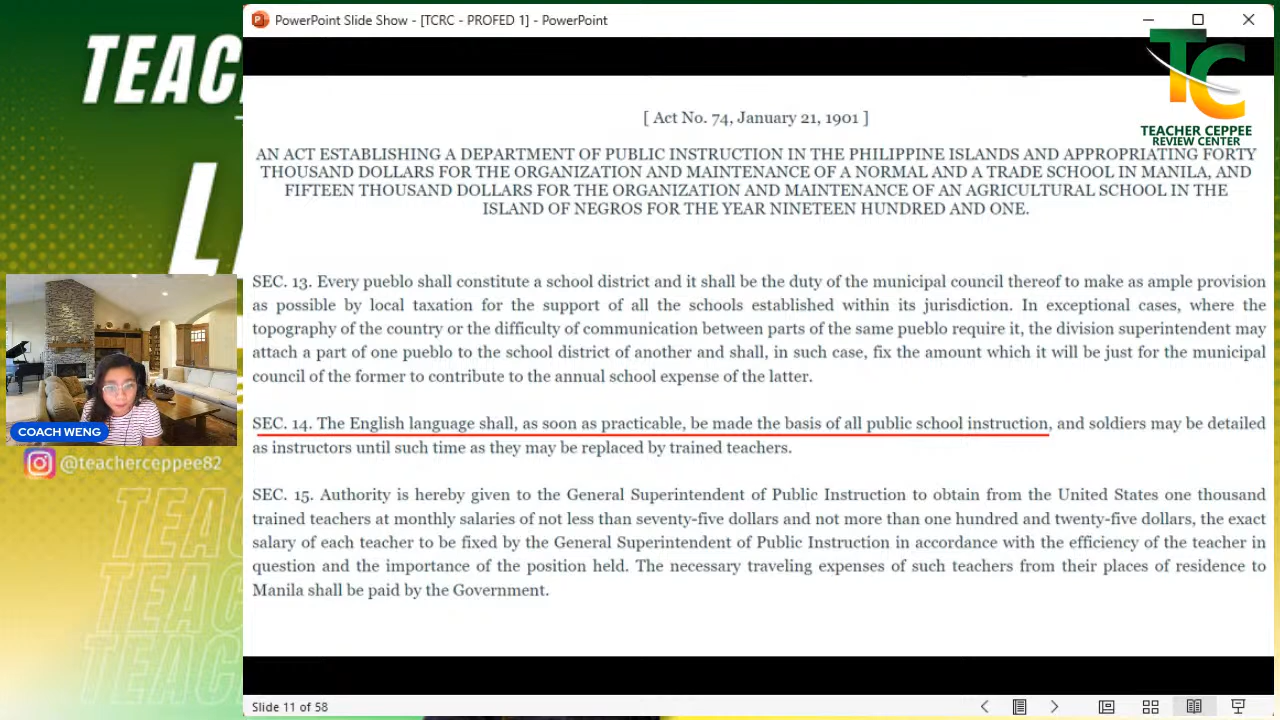 PowerPoint Slide Show - [TCRC - PROFED 1] - PowerPoint
TEAC
L
TC
TEACHER CEPPEE
REVIEW CENTER
[ Act No. 74, January 21, 1901 ]
AN ACT ESTABLISHING A DEPARTMENT OF PUBLIC INSTRUCTION IN THE PHILIPPINE ISLANDS AND APPROPRIATING FORTY
THOUSAND DOLLARS FOR THE ORGANIZATION AND MAINTENANCE OF A NORMAL AND A TRADE SCHOOL IN MANILA, AND
FIFTEEN THOUSAND DOLLARS FOR THE ORGANIZATION AND MAINTENANCE OF AN AGRICULTURAL SCHOOL IN THE
ISLAND OF NEGROS FOR THE YEAR NINETEEN HUNDRED AND ONE.
SEC. 13. Every pueblo shall constitute a school district and it shall be the duty of the municipal council thereof to make as ample provision
as possible by local taxation for the support of all the schools established within its jurisdiction. In exceptional cases, where the
topography of the country or the difficulty of communication between parts of the same pueblo require it, the division superintendent may
attach a part of one pueblo to the school district of another and shall, in such case, fix the amount which it will be just for the municipal
council of the former to contribute to the annual school expense of the latter.
SEC. 14. The English language shall, as soon as practicable, be made the basis of all public school instruction, and soldiers may be detailed
as instructors until such time as they may be replaced by trained teachers.
SEC. 15. Authority is hereby given to the General Superintendent of Public Instruction to obtain from the United States one thousand
trained teachers at monthly salaries of not less than seventy-five dollars and not more than one hundred and twenty-five dollars, the exact
salary of each teacher to be fixed by the General Superintendent of Public Instruction in accordance with the efficiency of the teacher in
question and the importance of the position held. The necessary traveling expenses of such teachers from their places of residence to
Manila shall be paid by the Government.
COACH WENG
@teacherceppee82
TEAC
TEAC
TEAC
Slide 11 of 58